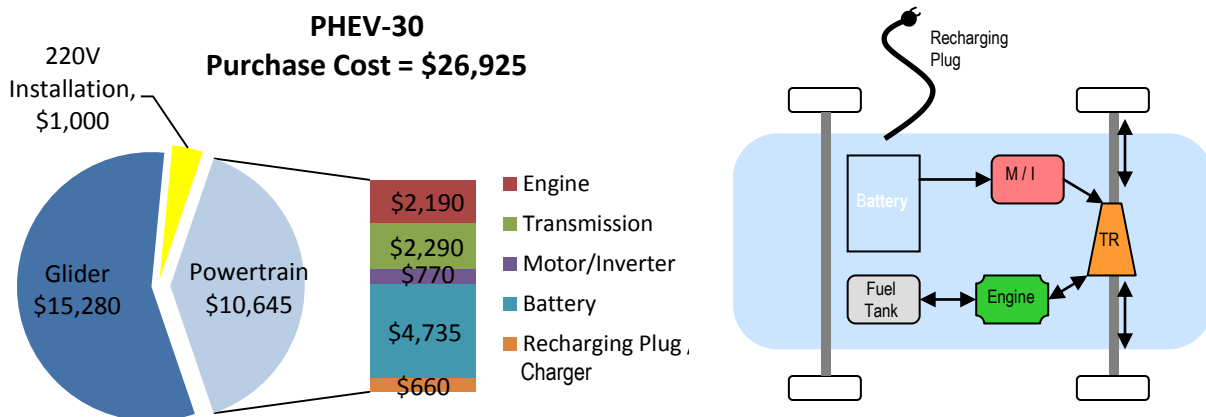 PHEV-30
Purchase Cost = $26,925
220V
Installation,
$1,000
Glider
$15,280
Powertrain
$10,645
$2,190
$2,290
$770
$4,735
$660
Engine
Transmission
Motor/Inverter
Battery
Recharging Plug /
Charger
Recharging
Plug
Battery
M / I
TR
Fuel
Tank
Engine